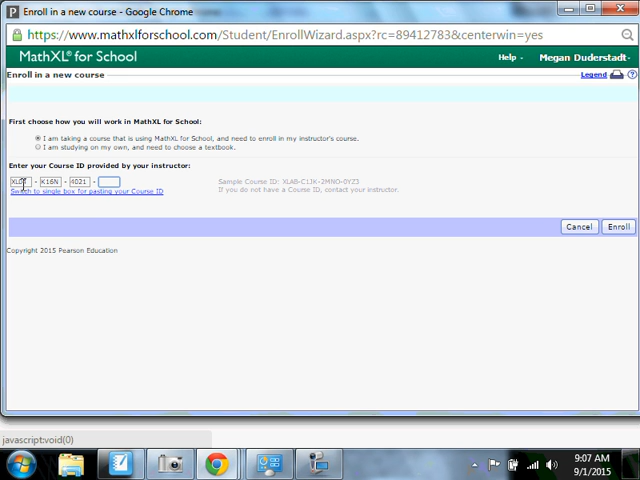 Enroll in a new course - Google Chrome
https://www.mathxlforschool.com/Student/EnrollWizard.aspx?rc=89412783&centerwin=yes
MathXL® for School
Help -
Megan Duderstadt-
Enroll in a new course
Legend
First choose how you will work in MathXL for School:
I am taking a course that is using MathXL for School, and need to enroll in my instructor's course.
I am studying on my own, and need to choose a textbook.
Enter your Course ID provided by your instructor:
- K16N - 4021 -
Sample Course ID: XLAB-C1JK-2MNO-0YZ3
Switch to single box for pasting your Course ID
If you do not have a Course ID, contact your instructor.
Cancel
Enroll
Copyright 2015 Pearson Education
javascript:void(0)
9:07 AM
9/1/2015